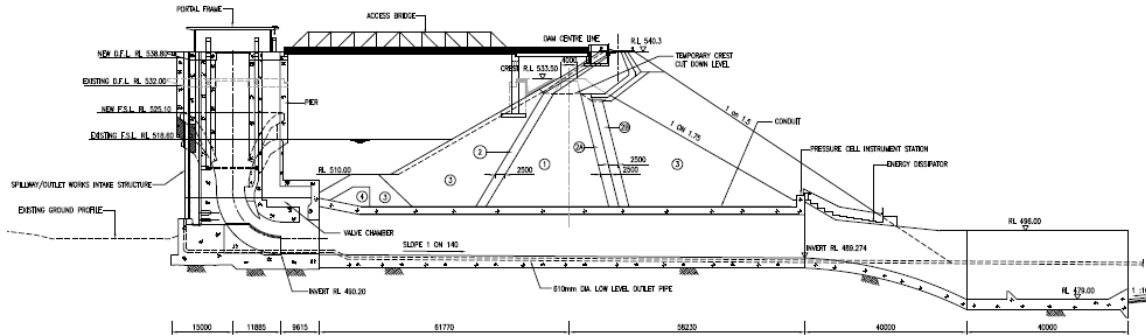 PORTAL FRAME
ACCESS BRIDGE
DAM CENTRE LINE
R.L 540.3
NEW D.F.L RL 538.80
4000
CREST R.L 533.50
TEMPORARY CREST
CUT DOWN LEVEL
EXISTING D.F.L RL 532.00
PIER
NEW F.S.L RL 525.10
EXISTING F.S.L RL 518.60
1 ON 1.5
1 ON 1.75
CONDUIT
2B
2
2A
1
3
PRESSURE CELL INSTRUMENT STATION
ENERGY DISSIPATOR
2500
2500
2500
RL 510.00
3
SPILLWAY/OUTLET WORKS INTAKE STRUCTURE
4
3
EXISTING GROUND PROFILE
VALVE CHAMBER
RL 496.00
SLOPE 1 ON 140
INVERT RL 489.274
INVERT RL 490.20
610mm DIA. LOW LEVEL OUTLET PIPE
RL 479.00
15000
11885
9615
61770
58230
40000
40000